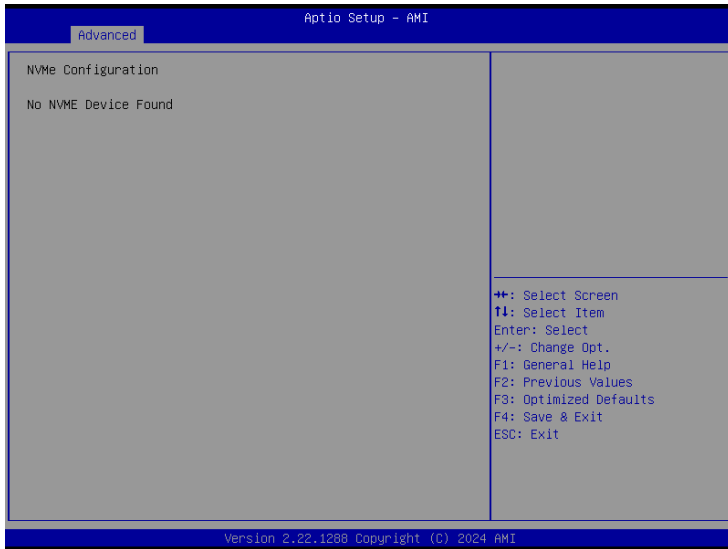 Aptio Setup – AMI
Advanced
NVMe Configuration
No NVME Device Found
→←: Select Screen
↑↓: Select Item
Enter: Select
+/-: Change Opt.
F1: General Help
F2: Previous Values
F3: Optimized Defaults
F4: Save & Exit
ESC: Exit
Version 2.22.1288 Copyright (C) 2024 AMI